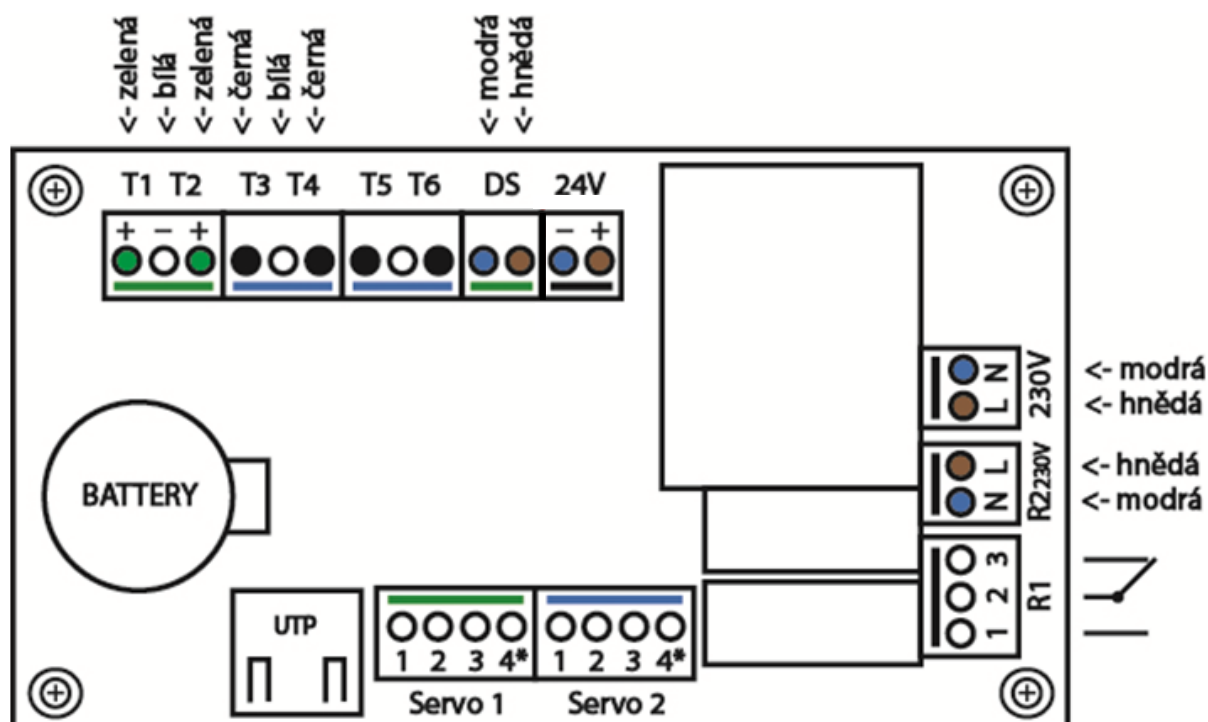 <- zelená
<- bílá
<- zelená
<- černá
<- bílá
<- černá
<- modrá
<- hnědá
T1 T2 T3 T4 T5 T6 DS 24V
+ − + − +
N 230V <- modrá
L <- hnědá
L R2 230V <- hnědá
N <- modrá
BATTERY
3
2 R1
1
UTP
1 2 3 4* 1 2 3 4*
Servo 1 Servo 2